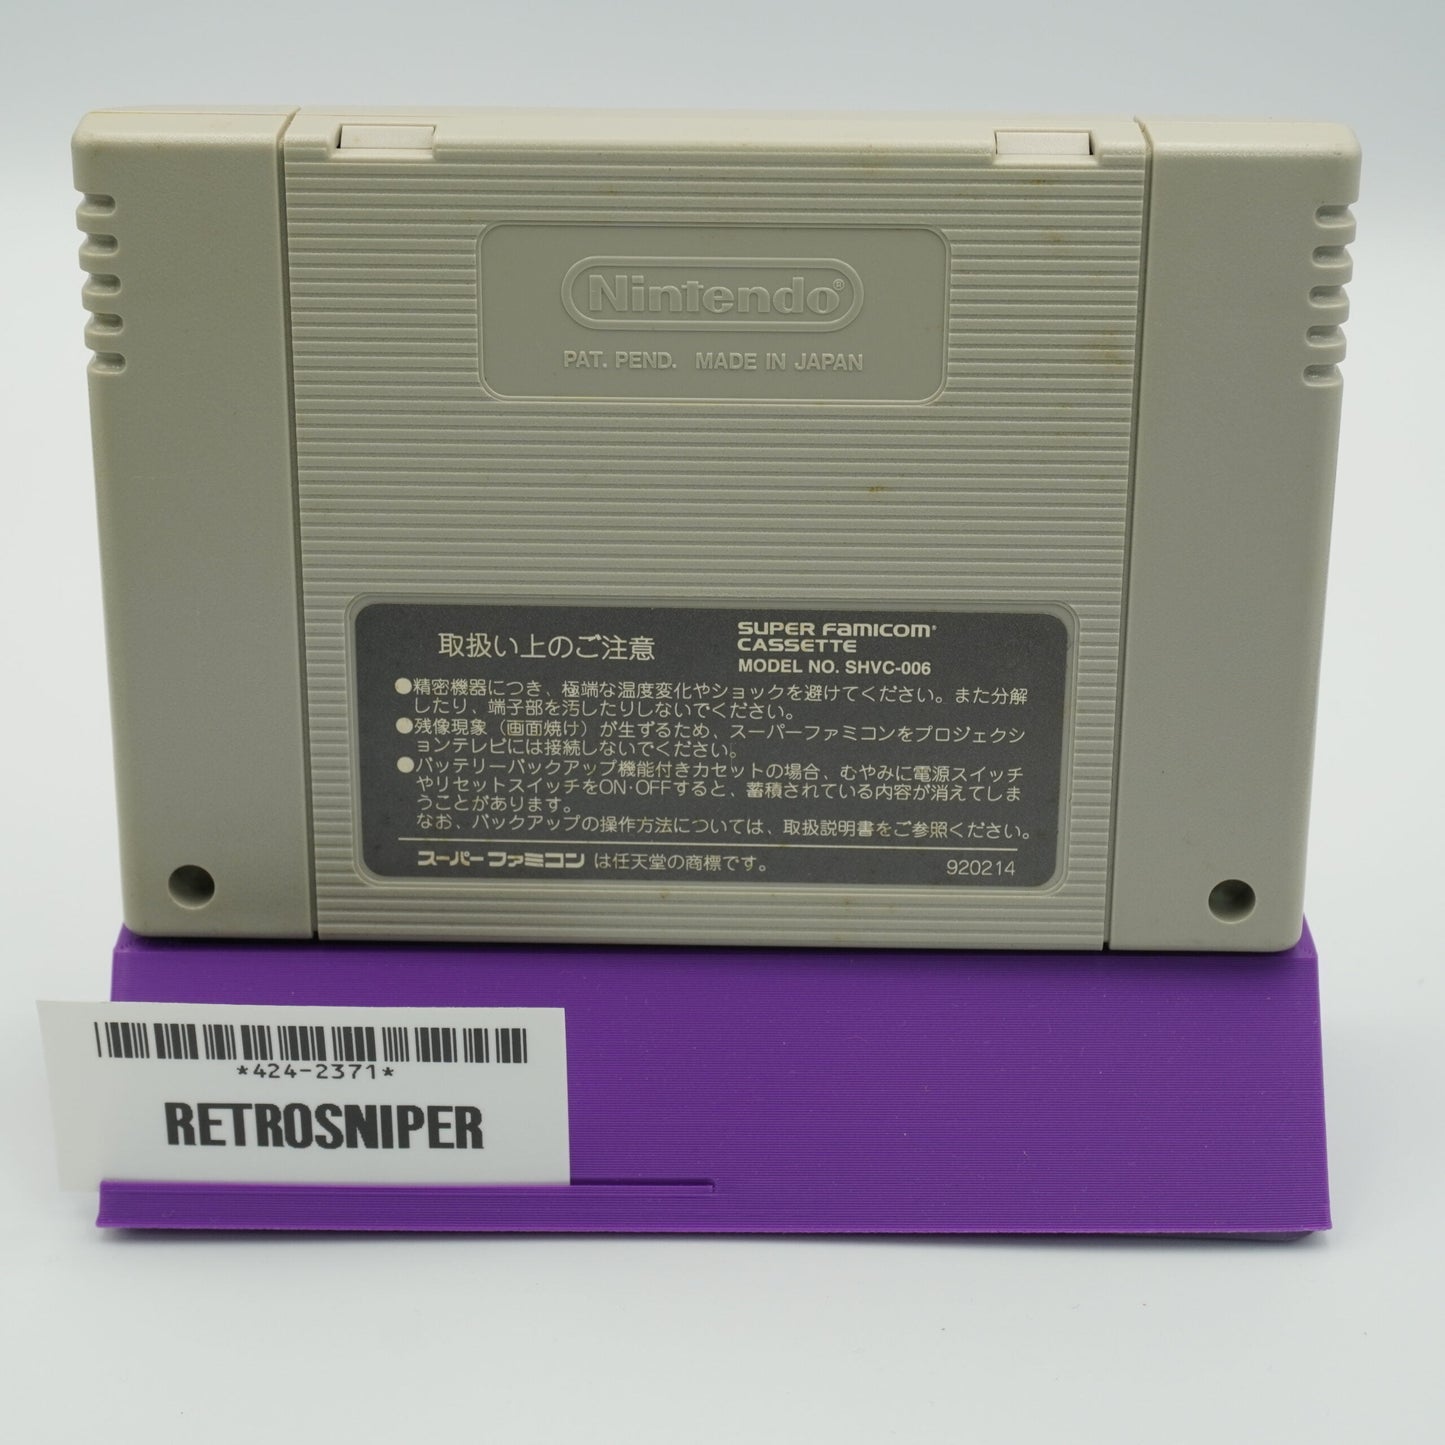 Nintendo®
PAT. PEND. MADE IN JAPAN
取扱い上のご注意
SUPER FAMICOM®
CASSETTE
MODEL NO. SHVC-006
●精密機器につき、極端な温度変化やショックを避けてください。また分解
したり、端子部を汚したりしないでください。
●残像現象（画面焼け）が生ずるため、スーパーファミコンをプロジェクシ
ョンテレビには接続しないでください。
●バッテリーバックアップ機能付きカセットの場合、むやみに電源スイッチ
やリセットスイッチをON・OFFすると、蓄積されている内容が消えてしま
うことがあります。
なお、バックアップの操作方法については、取扱説明書をご参照ください。
スーパーファミコン は任天堂の商標です。
920214
*424-2371*
RETROSNIPER